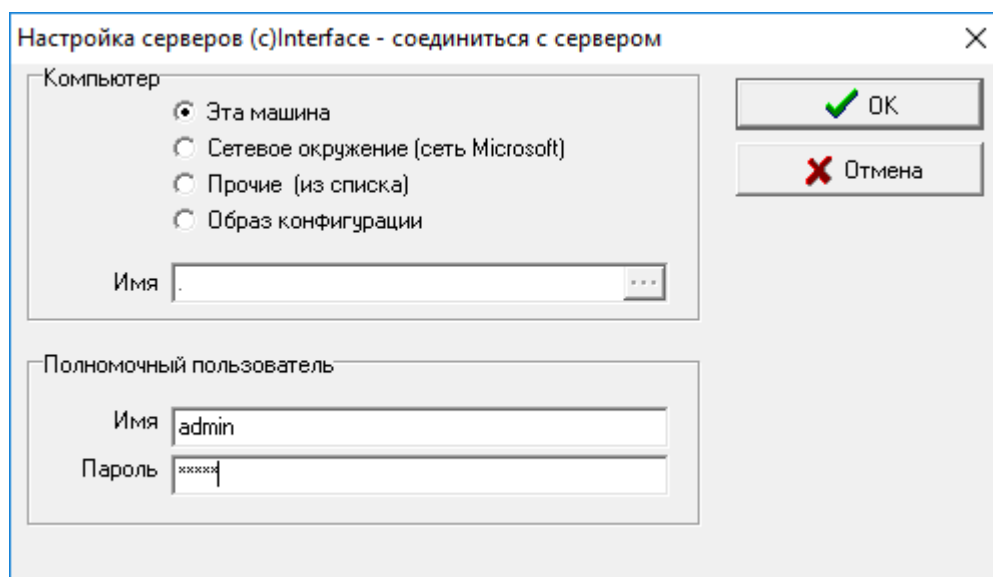 Настройка серверов (c)Interface - соединиться с сервером
Компьютер
Эта машина
Сетевое окружение (сеть Microsoft)
Прочие (из списка)
Образ конфигурации
Имя .
...
OK
Отмена
Полномочный пользователь
Имя admin
Пароль *****